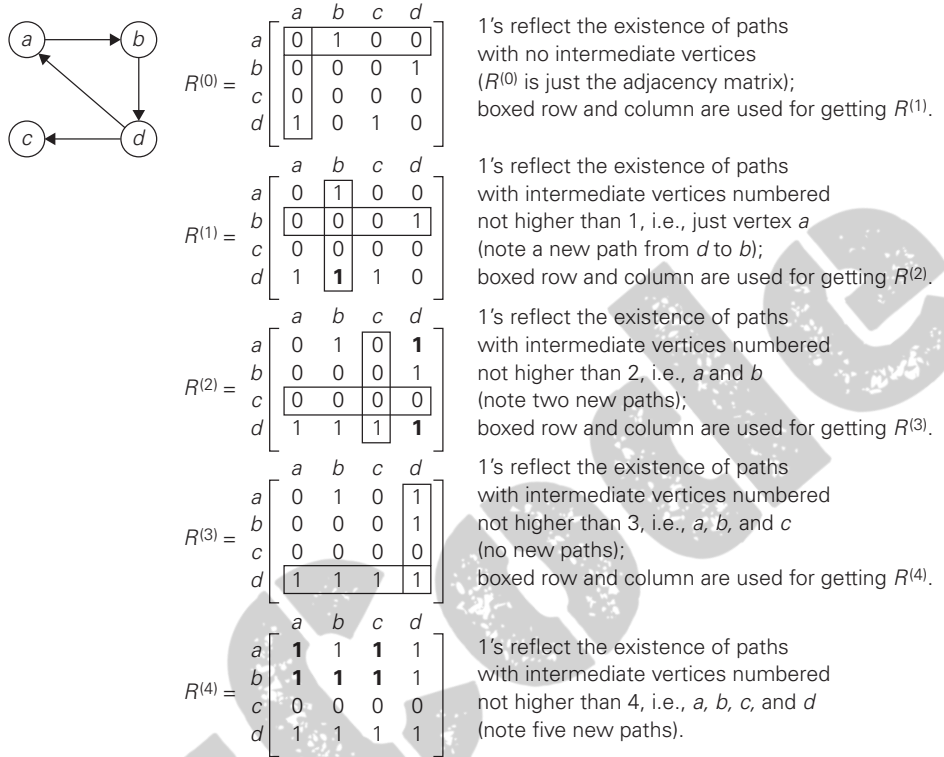 a b
c d
a b c d
a 0 1 0 0
b 0 0 0 1
R(0) =
c 0 0 0 0
d 1 0 1 0
1's reflect the existence of paths
with no intermediate vertices
(R(0) is just the adjacency matrix);
boxed row and column are used for getting R(1).
a b c d
a 0 1 0 0
b 0 0 0 1
R(1) =
c 0 0 0 0
d 1 1 1 0
1's reflect the existence of paths
with intermediate vertices numbered
not higher than 1, i.e., just vertex a
(note a new path from d to b);
boxed row and column are used for getting R(2).
a b c d
a 0 1 0 1
b 0 0 0 1
R(2) =
c 0 0 0 0
d 1 1 1 1
1's reflect the existence of paths
with intermediate vertices numbered
not higher than 2, i.e., a and b
(note two new paths);
boxed row and column are used for getting R(3).
a b c d
a 0 1 0 1
b 0 0 0 1
R(3) =
c 0 0 0 0
d 1 1 1 1
1's reflect the existence of paths
with intermediate vertices numbered
not higher than 3, i.e., a, b, and c
(no new paths);
boxed row and column are used for getting R(4).
a b c d
a 1 1 1 1
b 1 1 1 1
R(4) =
c 0 0 0 0
d 1 1 1 1
1's reflect the existence of paths
with intermediate vertices numbered
not higher than 4, i.e., a, b, c, and d
(note five new paths).